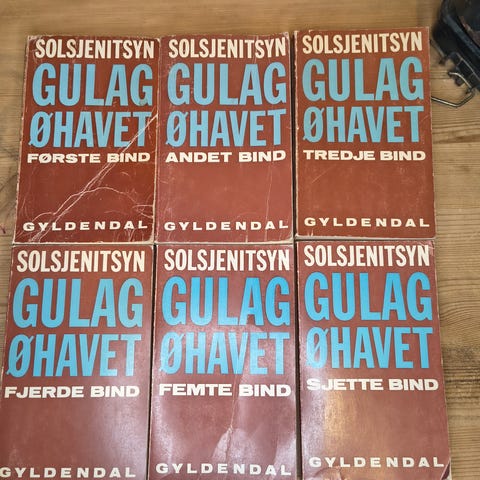 SOLSJENITSYN
GULAG
ØHAVET
FØRSTE BIND
GYLDENDAL
SOLSJENITSYN
GULAG
ØHAVET
ANDET BIND
GYLDENDAL
SOLSJENITSYN
GULAG
ØHAVET
TREDJE BIND
GYLDENDAL
SOLSJENITSYN
GULAG
ØHAVET
FJERDE BIND
GYLDENDAL
SOLSJENITSYN
GULAG
ØHAVET
FEMTE BIND
GYLDENDAL
SOLSJENITSYN
GULAG
ØHAVET
SJETTE BIND
GYLDENDAL